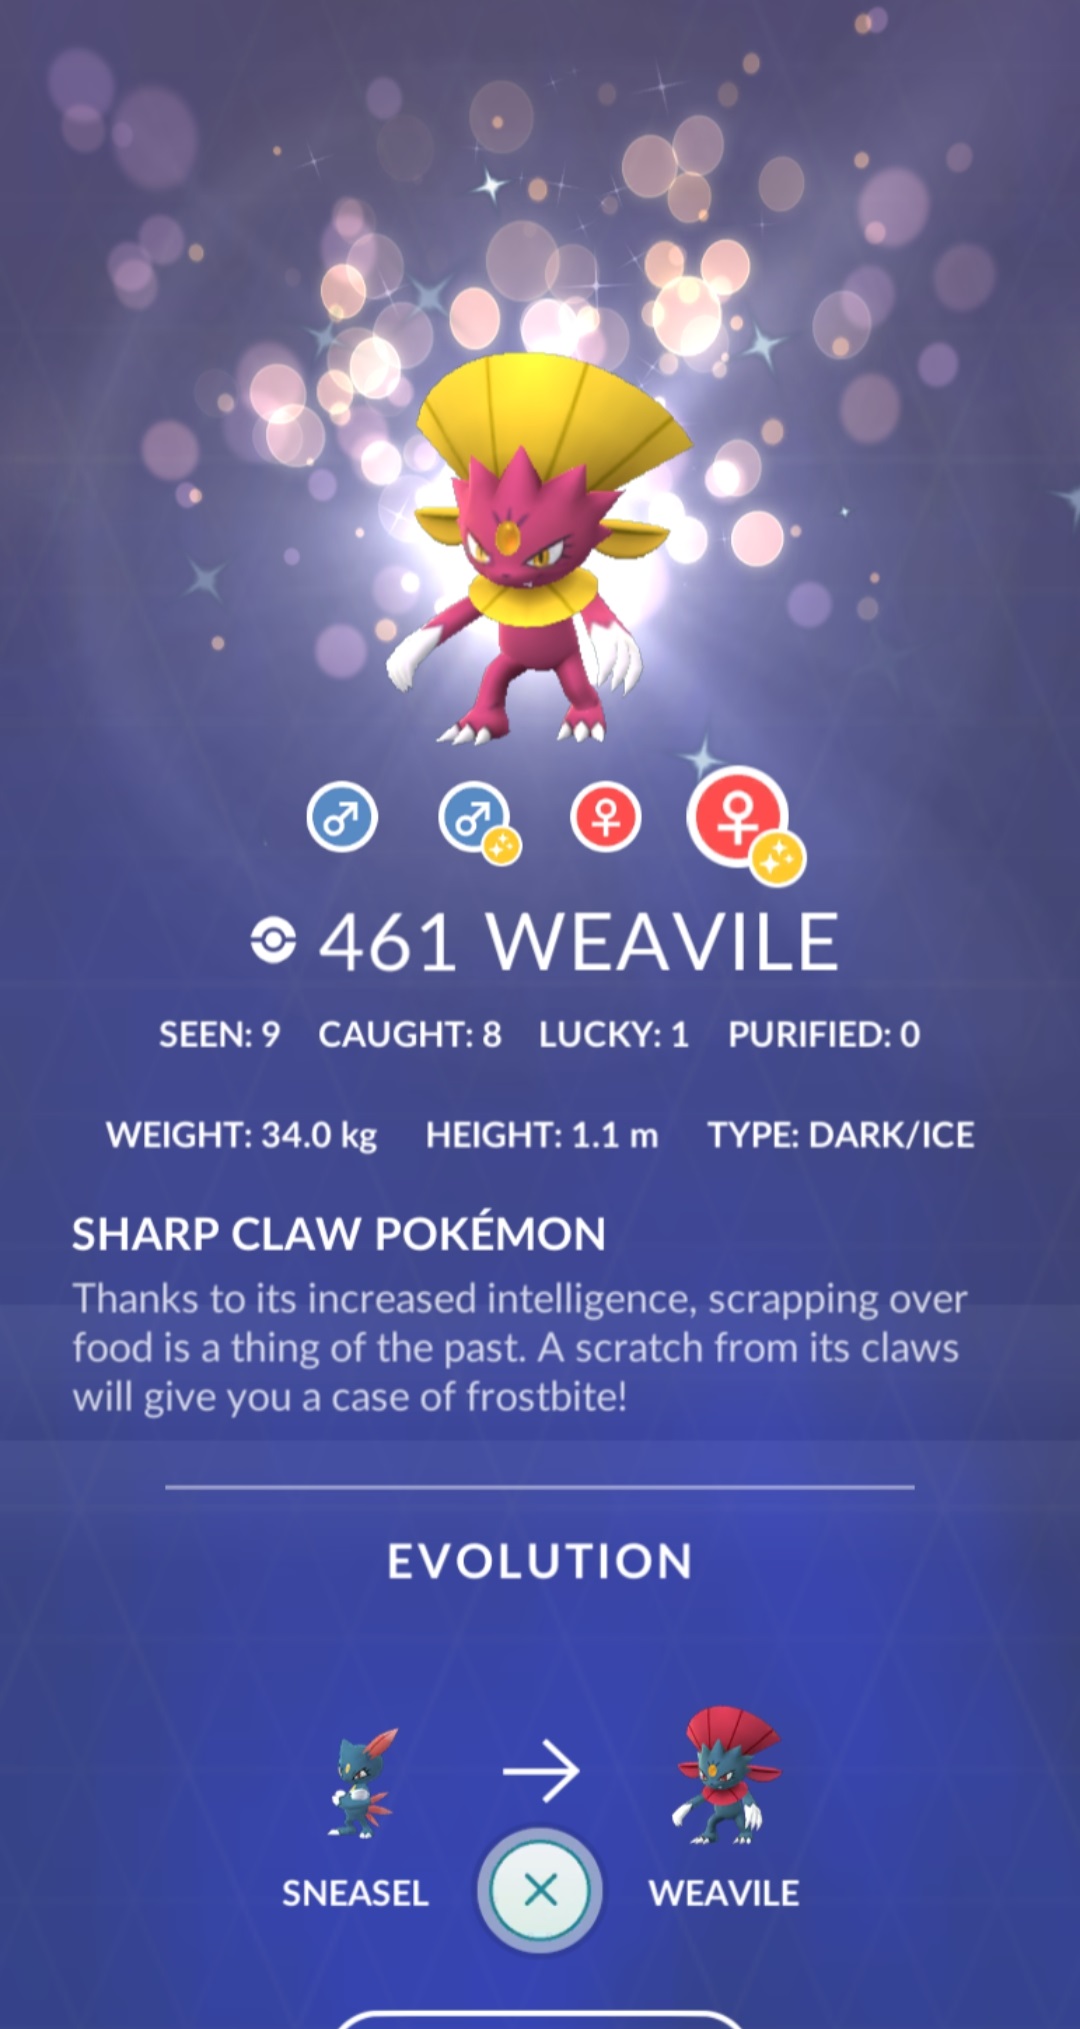 461 WEAVILE
SEEN: 9 CAUGHT: 8 LUCKY: 1 PURIFIED: 0
WEIGHT: 34.0 kg HEIGHT: 1.1 m TYPE: DARK/ICE
SHARP CLAW POKÉMON
Thanks to its increased intelligence, scrapping over
food is a thing of the past. A scratch from its claws
will give you a case of frostbite!
EVOLUTION
SNEASEL WEAVILE